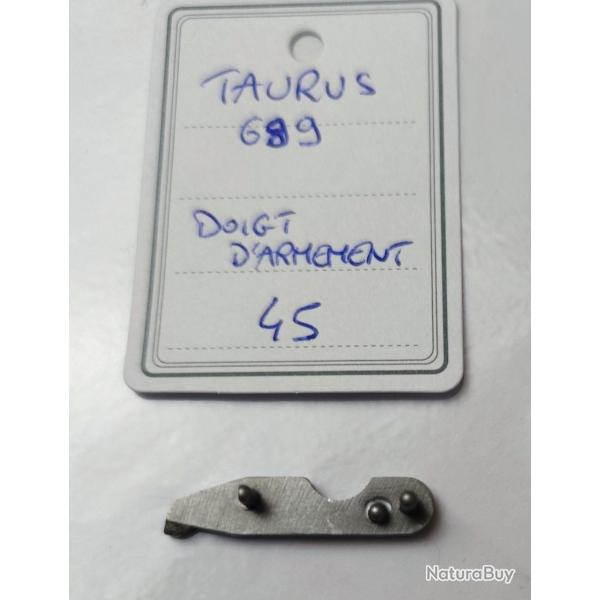 TAURUS
689
DOIGT
D'ARMEMENT
45
NaturaBuy